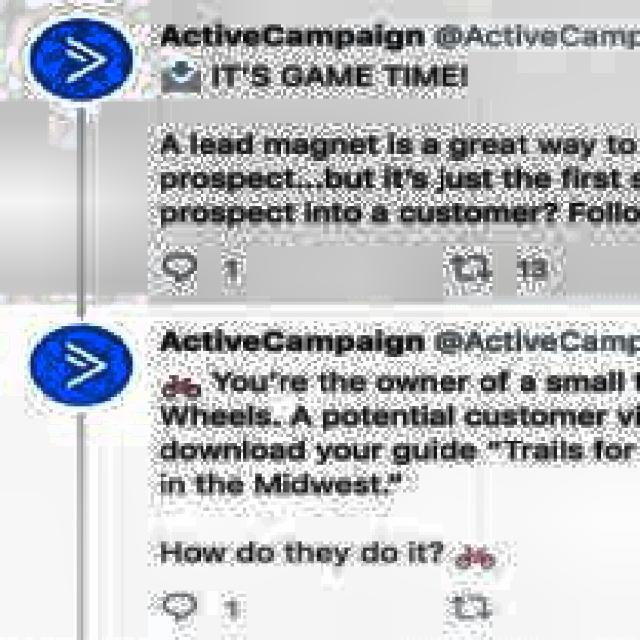 ActiveCampaign @ActiveCamp
IT'S GAME TIME!
A lead magnet is a great way to
prospect...but it's just the first s
prospect into a customer? Follo
1 13
ActiveCampaign @ActiveCamp
You're the owner of a small t
Wheels. A potential customer vi
download your guide "Trails for
in the Midwest."
How do they do it?
1